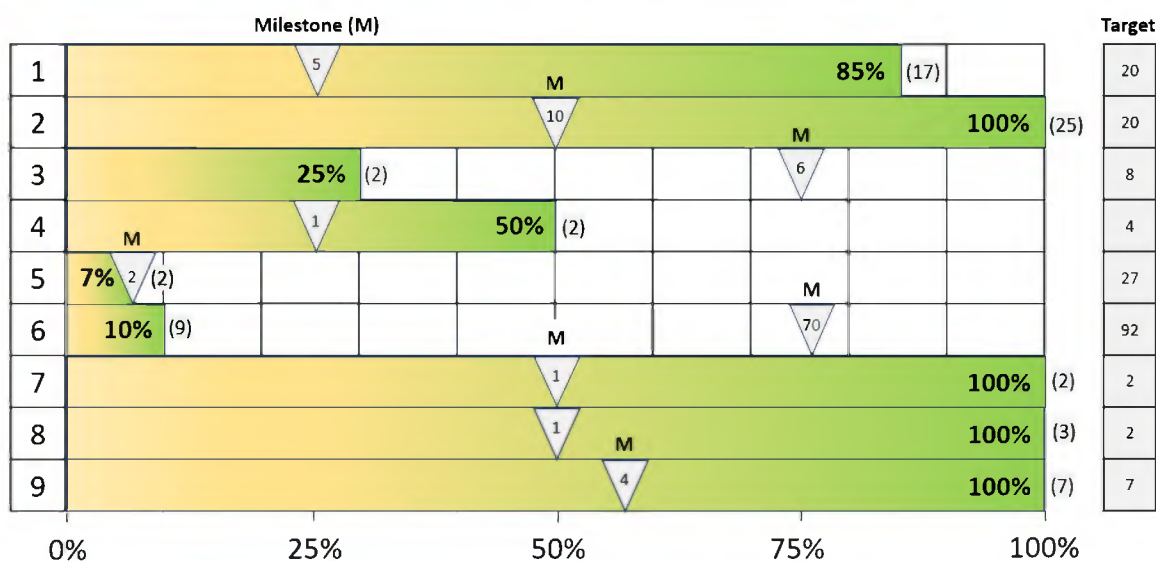 Milestone (M) Target
1 5 85% (17) 20
M
2 10 100% (25) 20
M
3 25% (2) 6 8
4 1 50% (2) 4
M
5 7% 2 (2) 27
M
6 10% (9) 70 92
M
7 1 100% (2) 2
8 1 100% (3) 2
M
9 4 100% (7) 7
0% 25% 50% 75% 100%